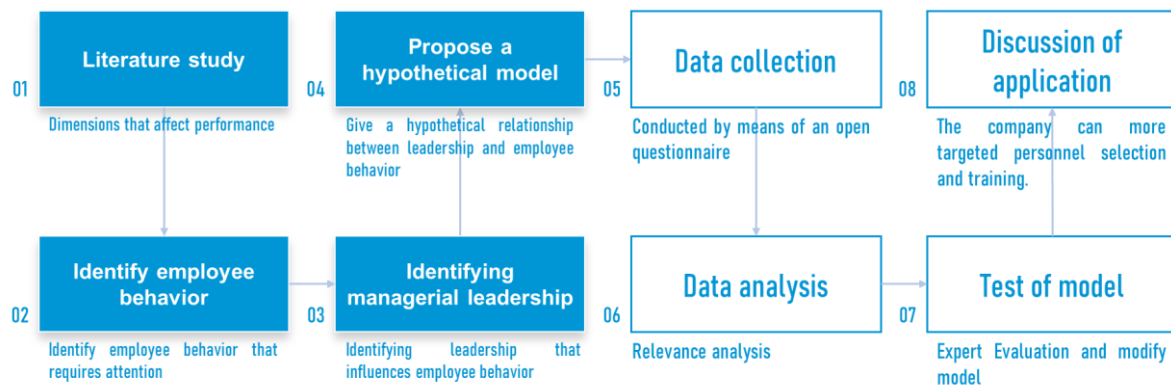 01
Literature study
Dimensions that affect performance
02
Identify employee
behavior
Identify employee behavior that
requires attention
03
Identifying
managerial leadership
Identifying leadership that
influences employee behavior
04
Propose a
hypothetical model
Give a hypothetical relationship
between leadership and employee
behavior
05
Data collection
Conducted by means of an open
questionnaire
06
Data analysis
Relevance analysis
07
Test of model
Expert Evaluation and modify
model
08
Discussion of
application
The company can more
targeted personnel selection
and training.